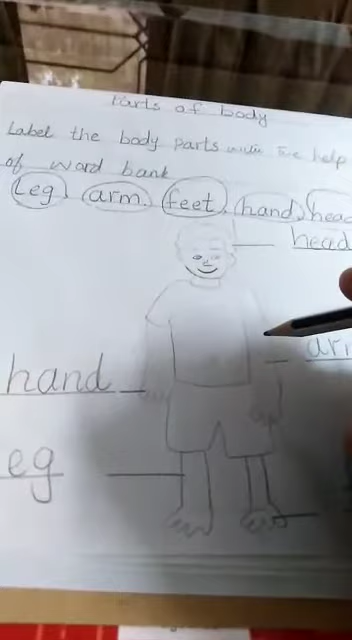 Parts of body
Label the body parts with the help
of word bank
Leg arm feet hand head
head
arm
hand
eg